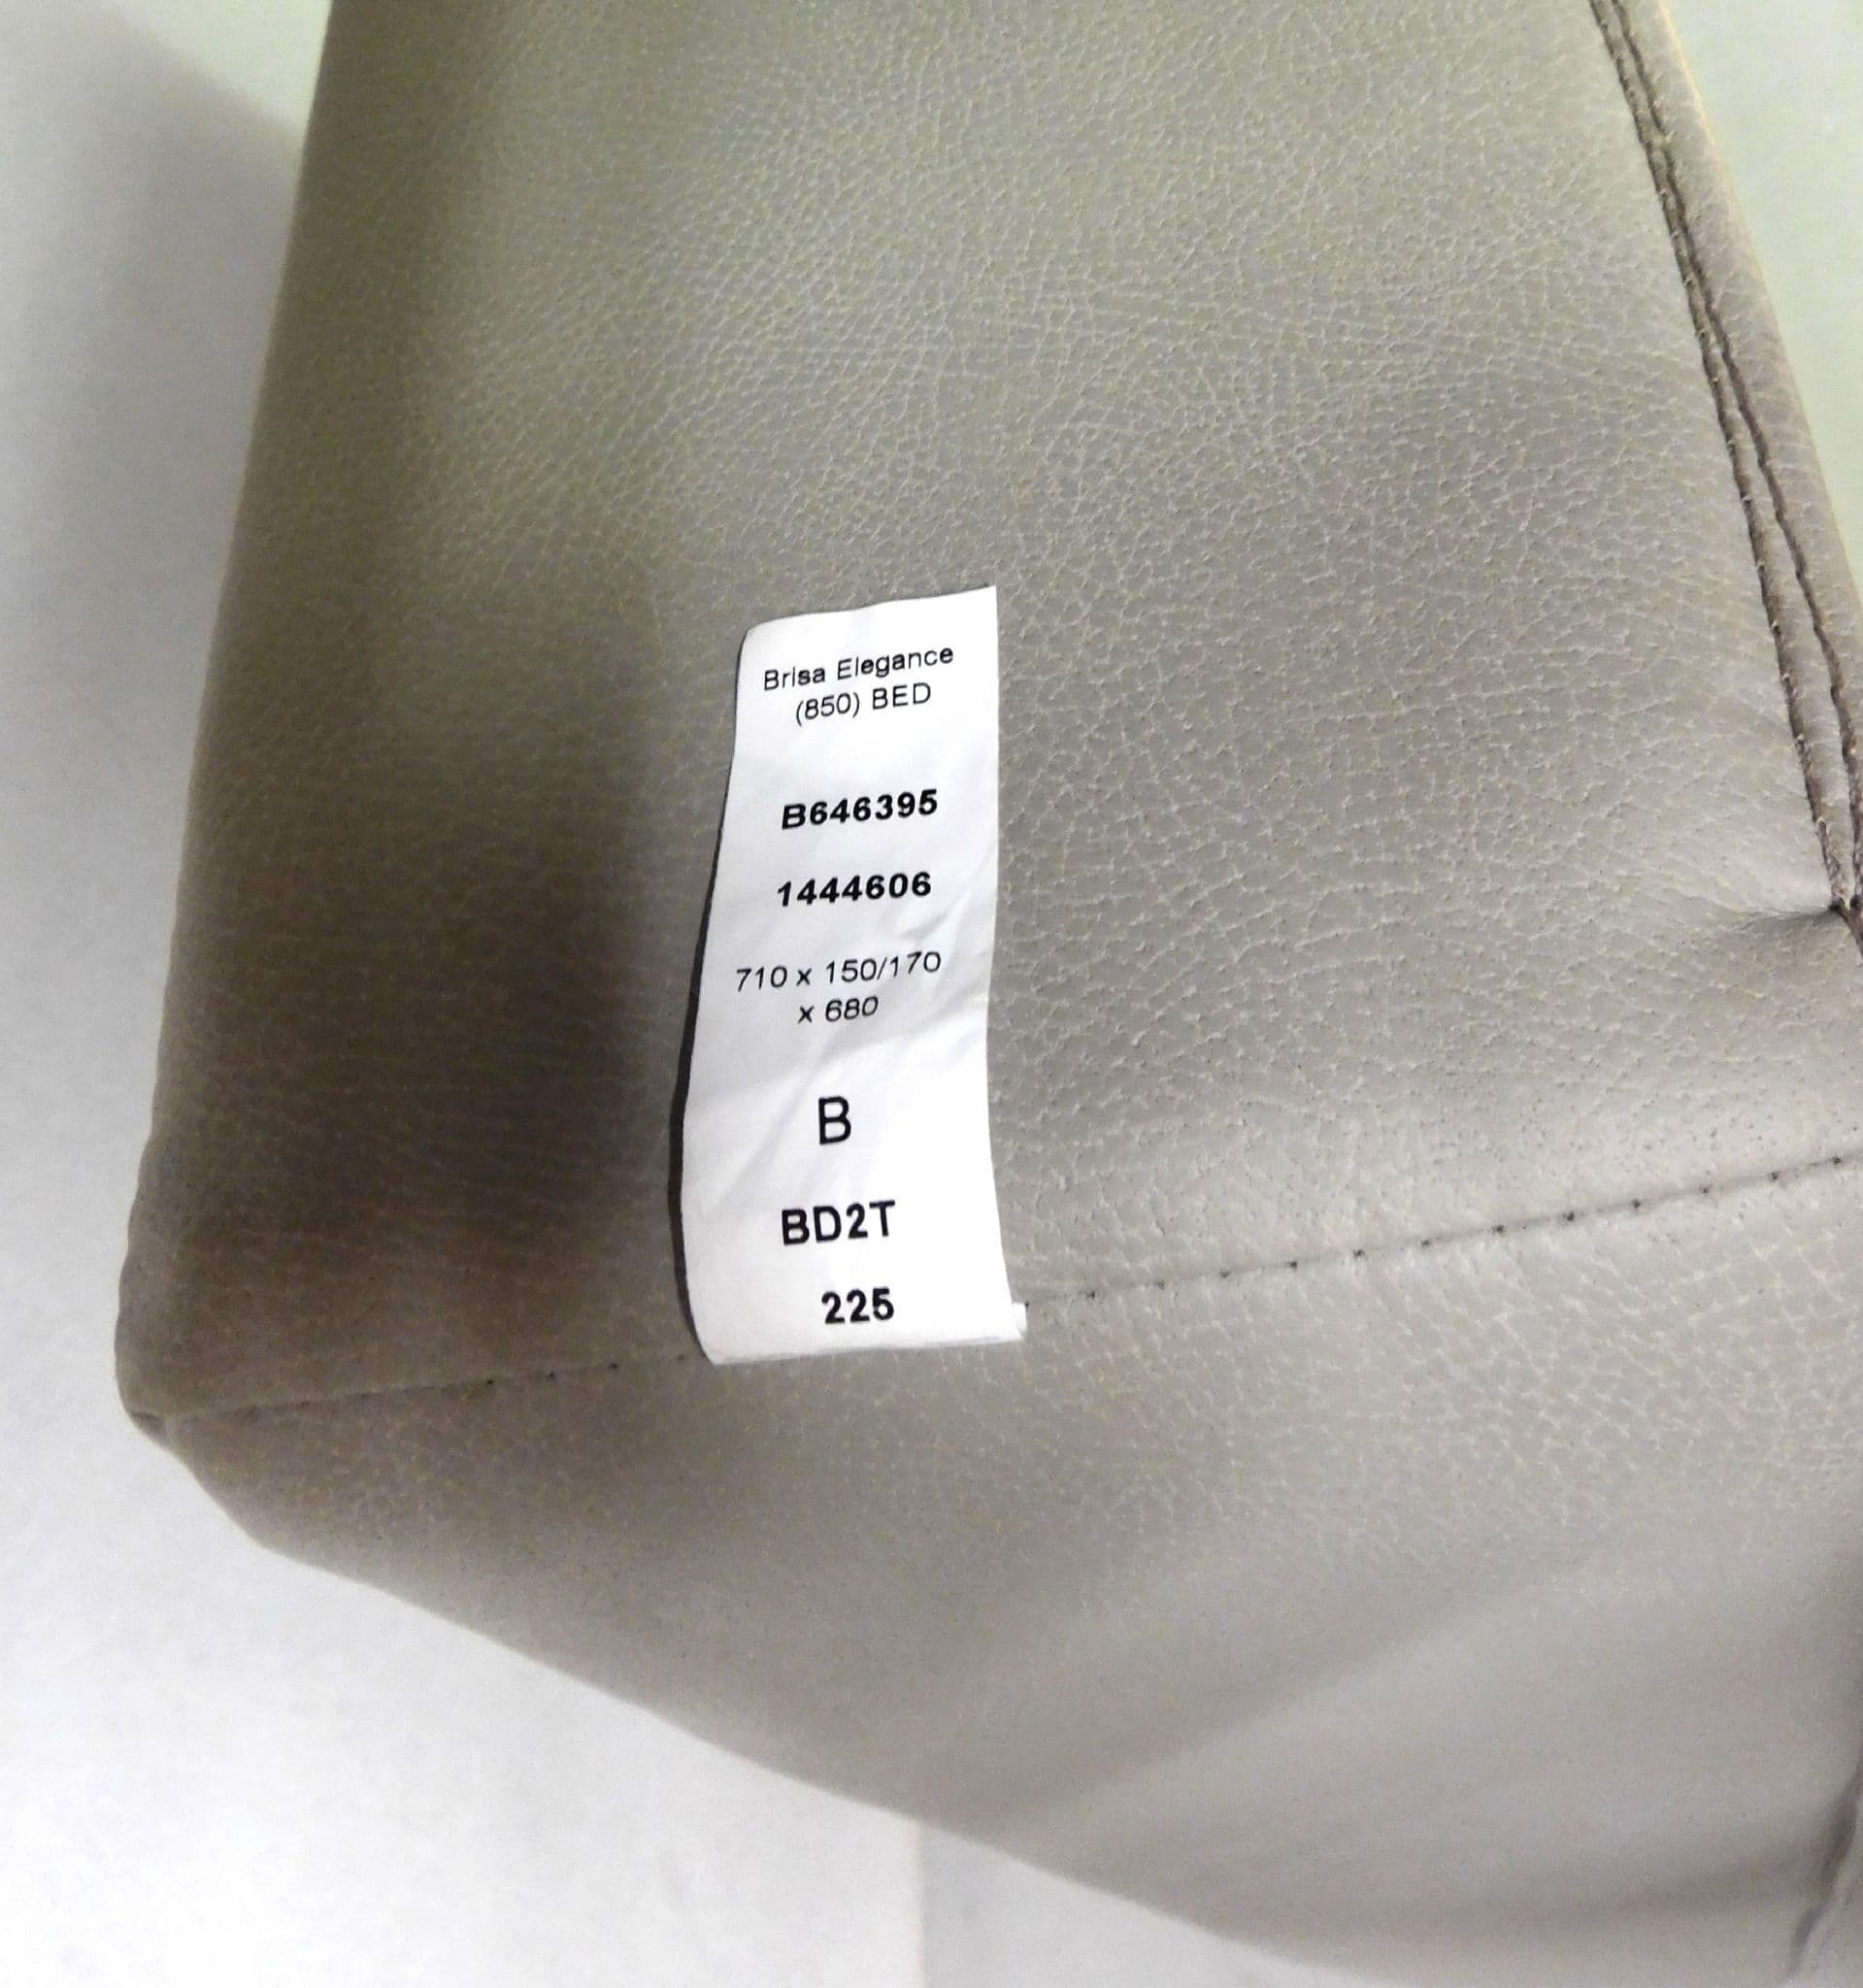 Brisa Elegance
(850) BED
B646395
1444606
710 x 150/170
x 680
B
BD2T
225